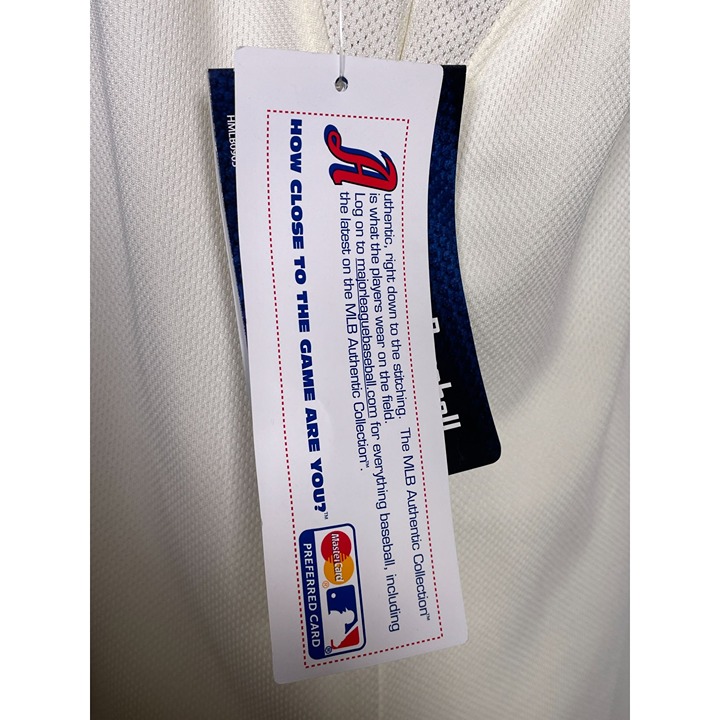 Authentic, right down to the stitching. The MLB Authentic Collection™
is what the players wear on the field.
Log on to majorleaguebaseball.com for everything baseball, including
the latest on the MLB Authentic Collection™.
HOW CLOSE TO THE GAME ARE YOU?™
MasterCard
PREFERRED CARD